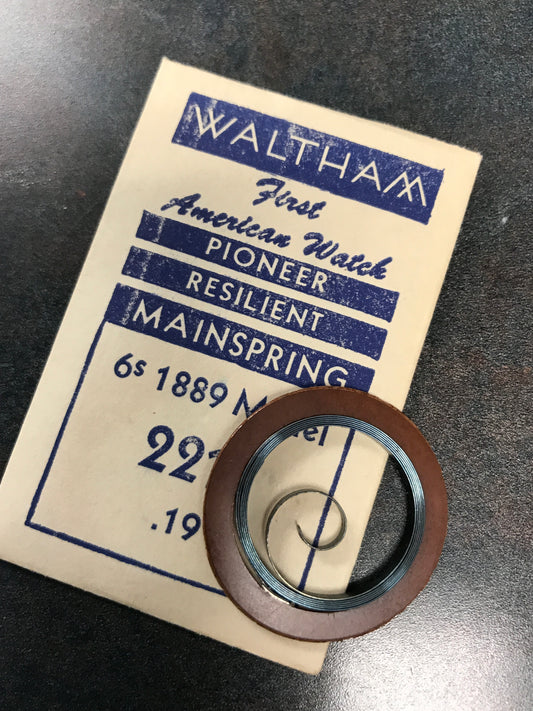 WALTHAM
First
American Watch
PIONEER
RESILIENT
MAINSPRING
6s 1889
22
.19